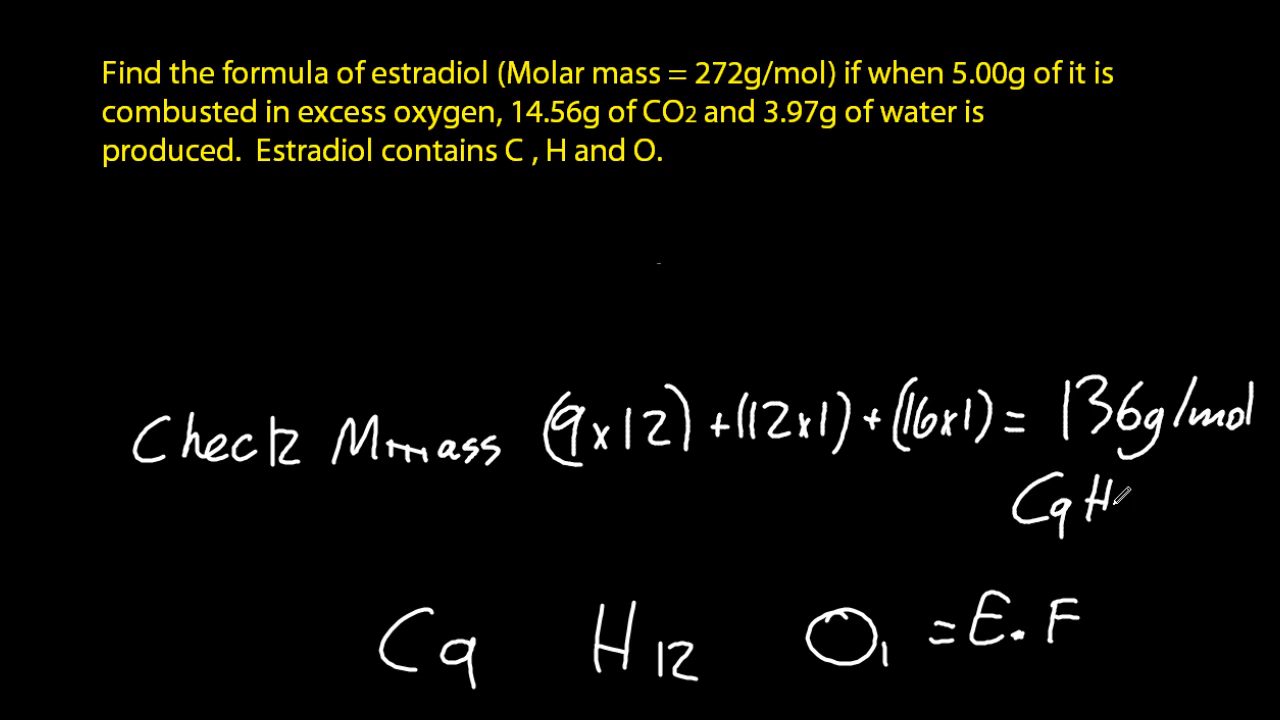 Find the formula of estradiol (Molar mass = 272g/mol) if when 5.00g of it is
combusted in excess oxygen, 14.56g of CO2 and 3.97g of water is
produced.  Estradiol contains C , H and O.
Check Mmass (9x12) + (12x1) + (16x1) = 136g/mol
C9 H
C9 H12 O1 = E.F